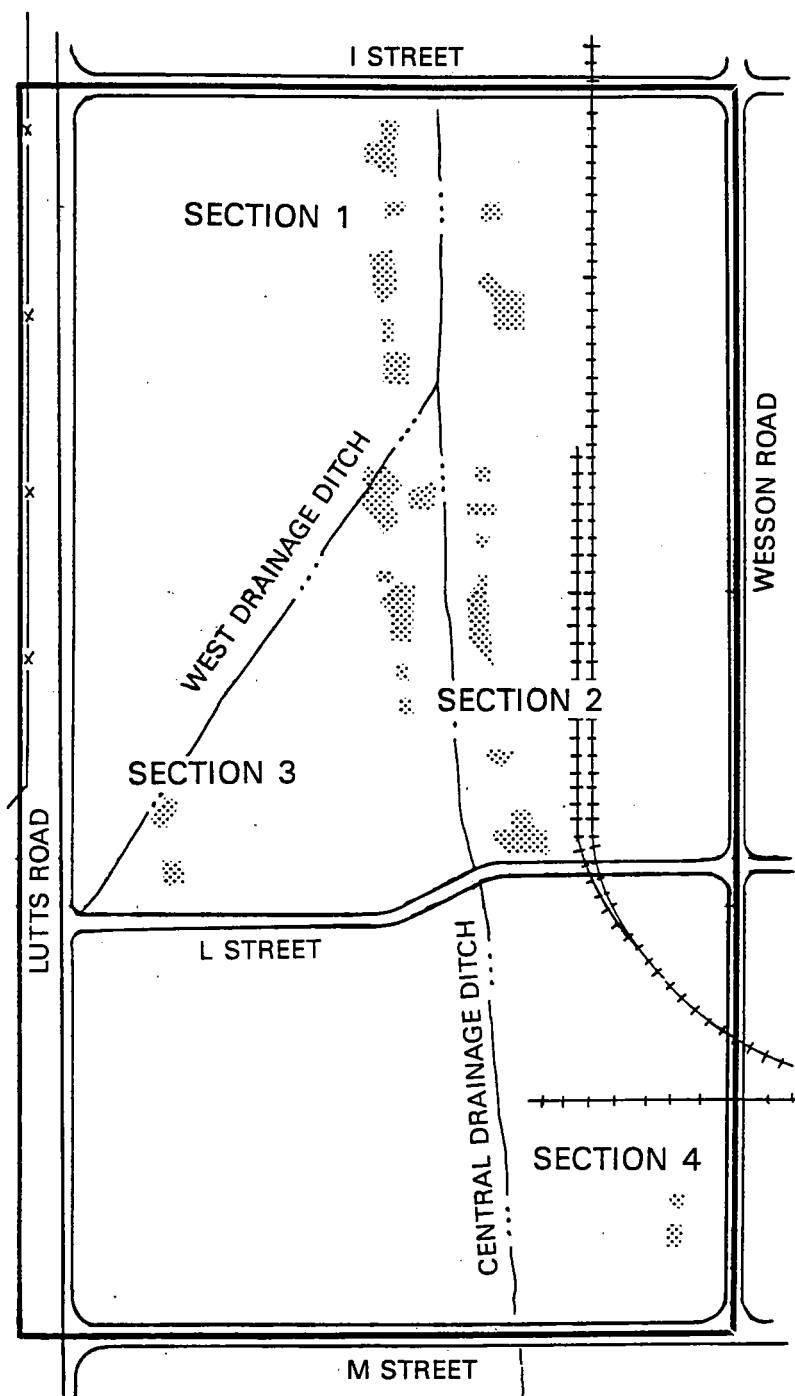 I STREET
SECTION 1
WESSON ROAD
WEST DRAINAGE DITCH
SECTION 2
SECTION 3
LUTTS ROAD
L STREET
CENTRAL DRAINAGE DITCH
SECTION 4
M STREET